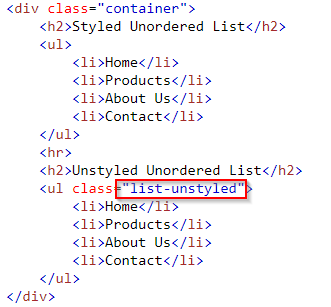 <div class="container">
    <h2>Styled Unordered List</h2>
    <ul>
        <li>Home</li>
        <li>Products</li>
        <li>About Us</li>
        <li>Contact</li>
    </ul>
    <hr>
    <h2>Unstyled Unordered List</h2>
    <ul class="list-unstyled">
        <li>Home</li>
        <li>Products</li>
        <li>About Us</li>
        <li>Contact</li>
    </ul>
</div>